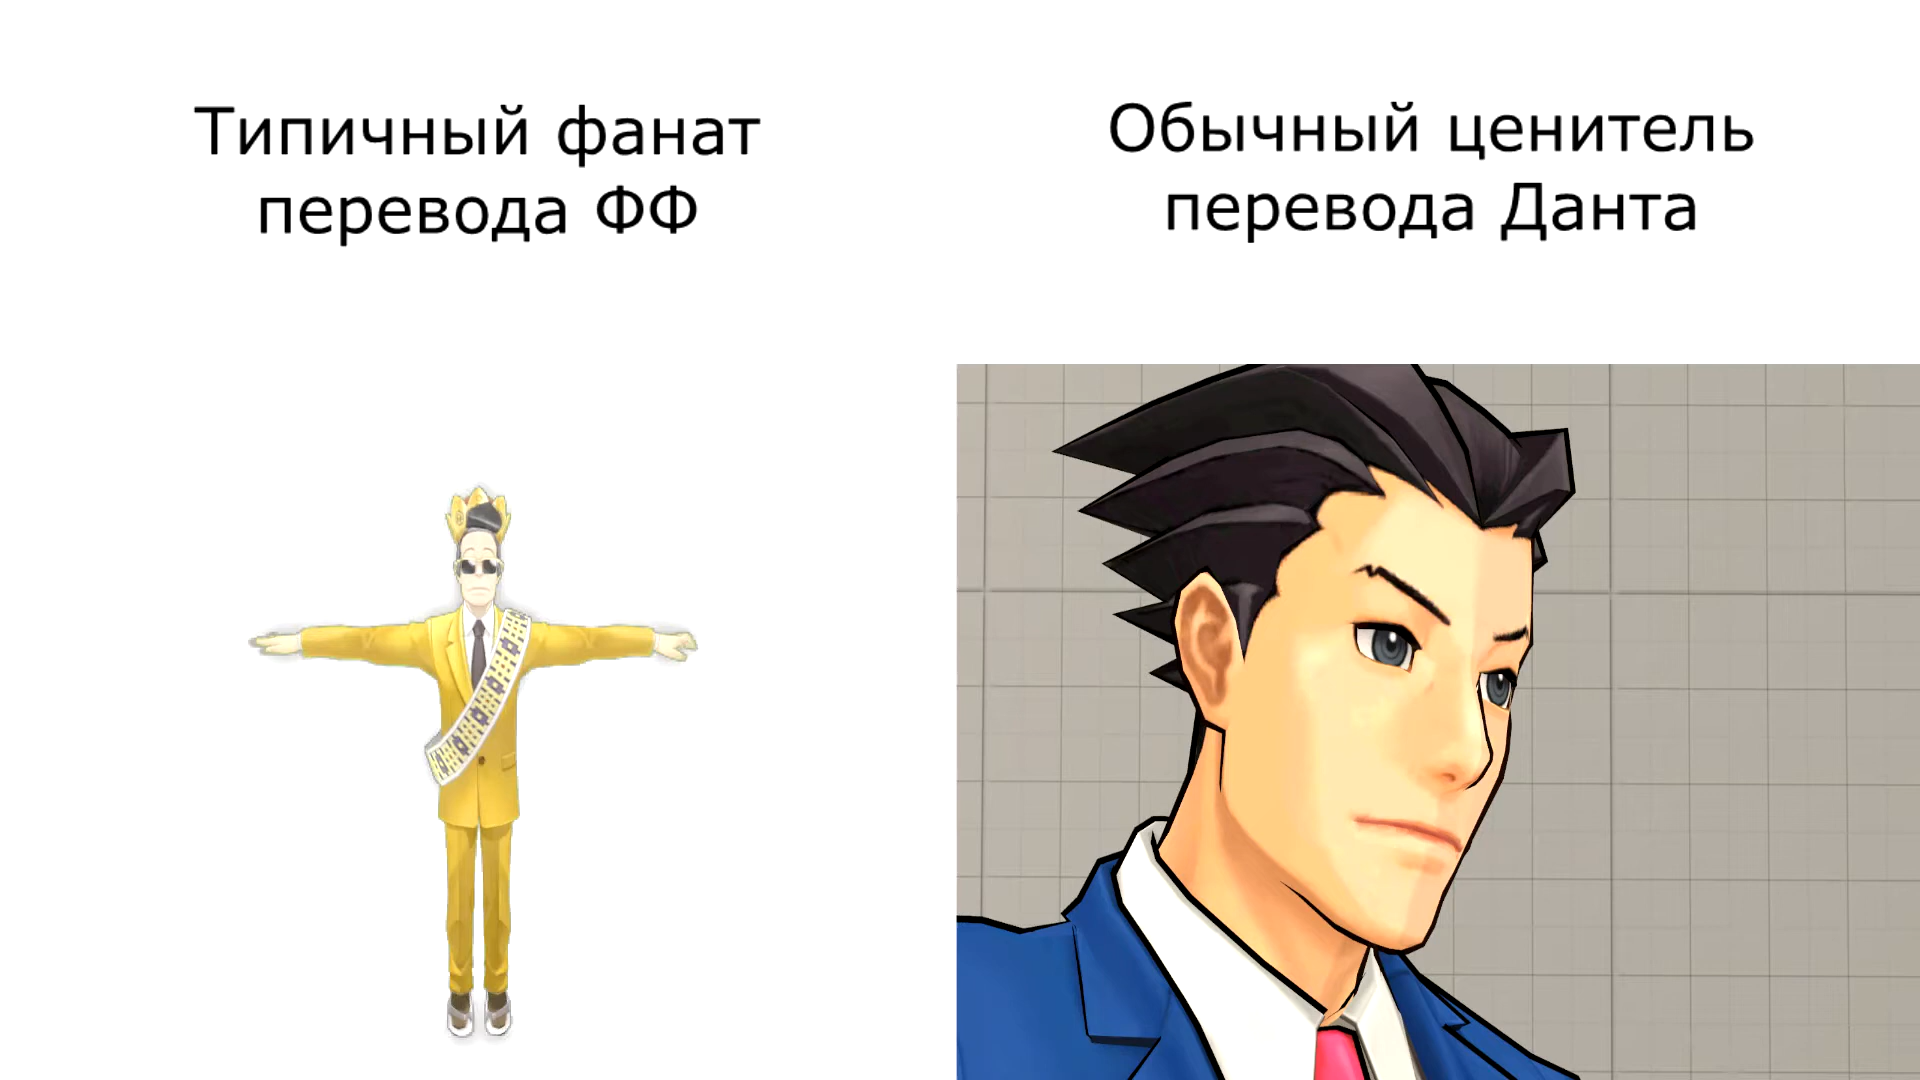 Типичный фанат
перевода ФФ
Обычный ценитель
перевода Данта